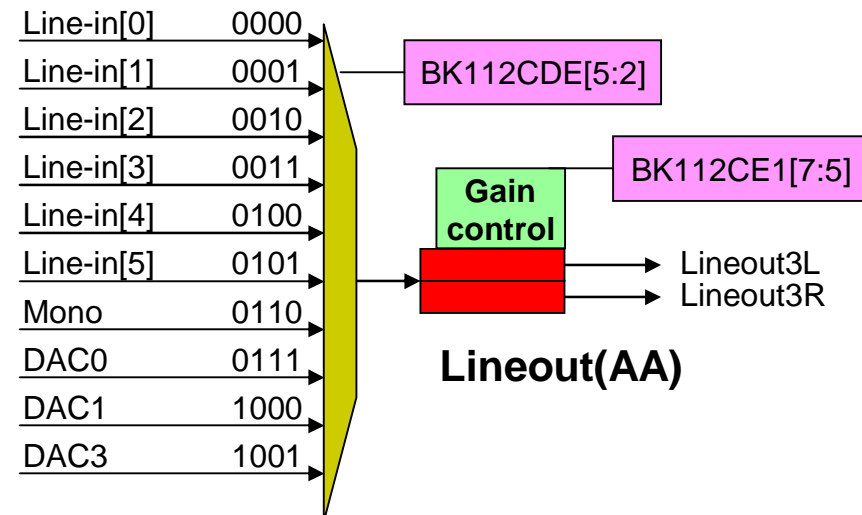 Line-in[0] 0000
Line-in[1] 0001
BK112CDE[5:2]
Line-in[2] 0010
Line-in[3] 0011
BK112CE1[7:5]
Gain
control
Line-in[4] 0100
Line-in[5] 0101
Lineout3L
Lineout3R
Mono 0110
DAC0 0111
Lineout(AA)
DAC1 1000
DAC3 1001